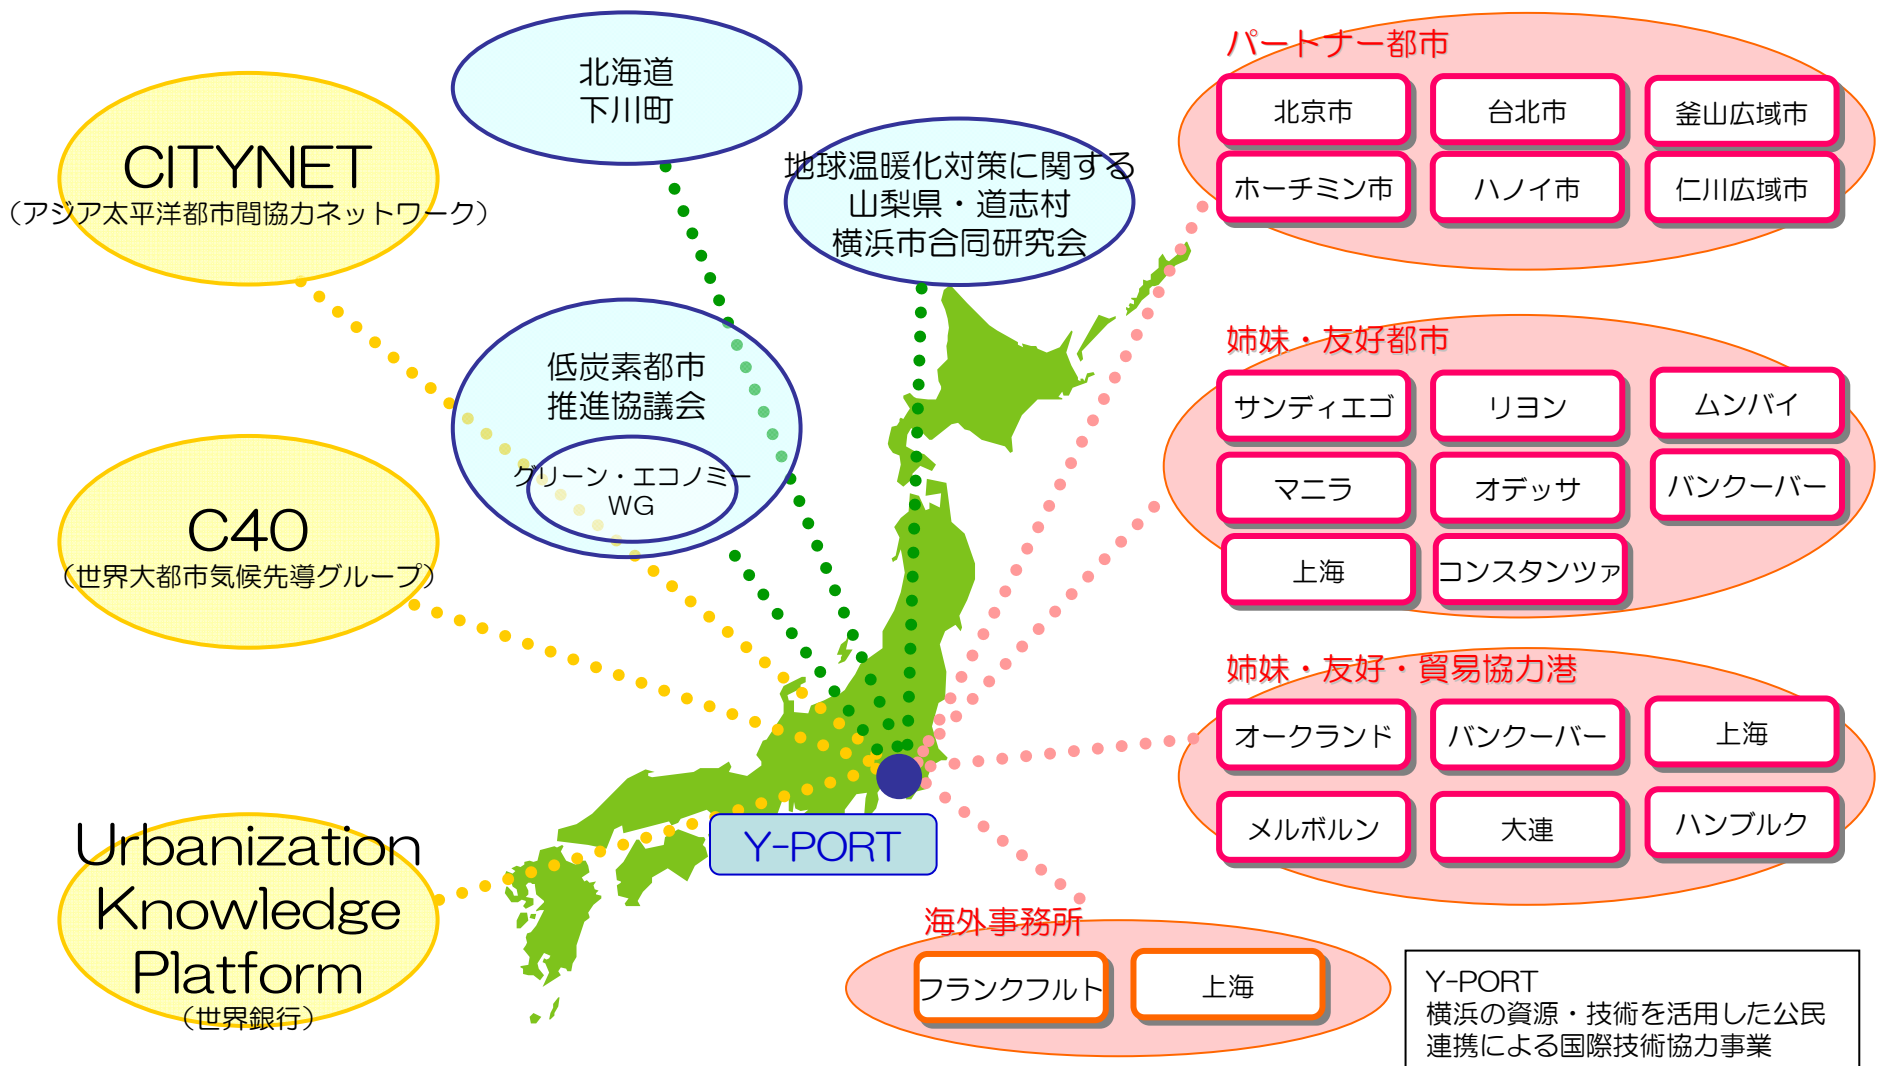 北海道
下川町
CITYNET
（アジア太平洋都市間協力ネットワーク）
地球温暖化対策に関する
山梨県・道志村
横浜市合同研究会
低炭素都市
推進協議会
グリーン・エコノミー
WG
C40
（世界大都市気候先導グループ）
Urbanization
Knowledge
Platform
（世界銀行）
Y-PORT
パートナー都市
北京市
台北市
釜山広域市
ホーチミン市
ハノイ市
仁川広域市
姉妹・友好都市
サンディエゴ
リヨン
ムンバイ
マニラ
オデッサ
バンクーバー
上海
コンスタンツァ
姉妹・友好・貿易協力港
オークランド
バンクーバー
上海
メルボルン
大連
ハンブルク
海外事務所
フランクフルト
上海
Y-PORT
横浜の資源・技術を活用した公民
連携による国際技術協力事業